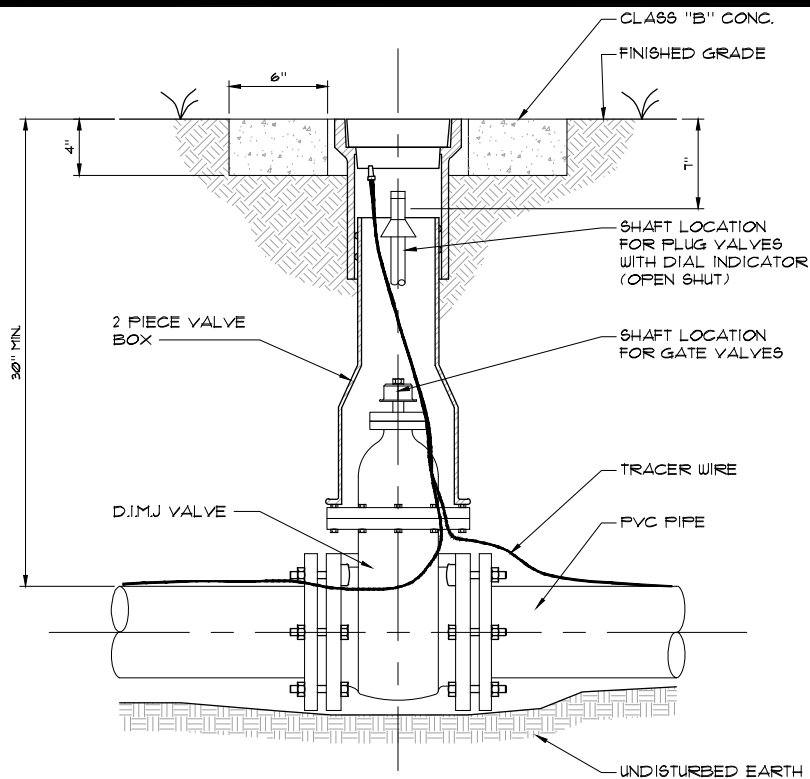 CLASS "B" CONC.
FINISHED GRADE
6"
4"
7"
SHAFT LOCATION
FOR PLUG VALVES
WITH DIAL INDICATOR
(OPEN SHUT)
2 PIECE VALVE
BOX
SHAFT LOCATION
FOR GATE VALVES
30" MIN.
TRACER WIRE
D.I.M.J VALVE
PVC PIPE
UNDISTURBED EARTH